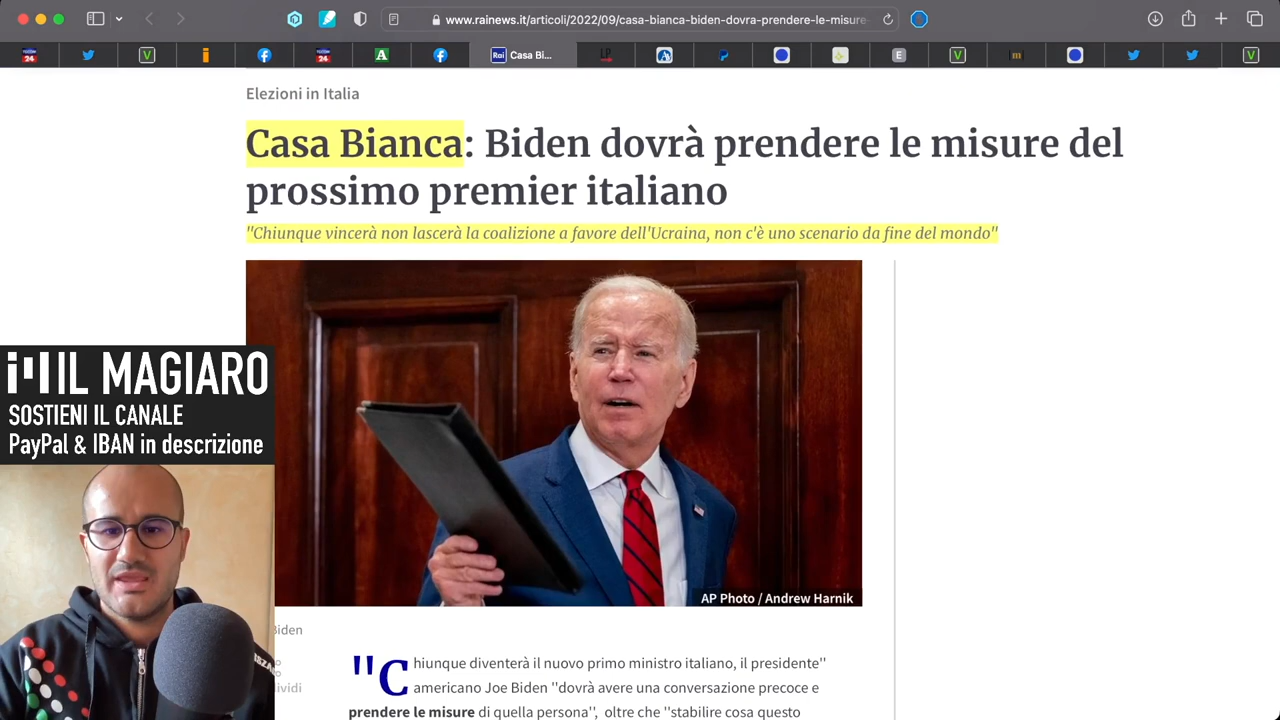 www.rainews.it/articoli/2022/09/casa-bianca-biden-dovra-prendere-le-misure-
Rai Casa Bi...
Elezioni in Italia
Casa Bianca: Biden dovrà prendere le misure del
prossimo premier italiano
"Chiunque vincerà non lascerà la coalizione a favore dell'Ucraina, non c'è uno scenario da fine del mondo"
AP Photo / Andrew Harnik
IL MAGIARO
SOSTIENI IL CANALE
PayPal & IBAN in descrizione
Biden
ividi
"Chiunque diventerà il nuovo primo ministro italiano, il presidente''
americano Joe Biden ''dovrà avere una conversazione precoce e
prendere le misure di quella persona'', oltre che ''stabilire cosa questo